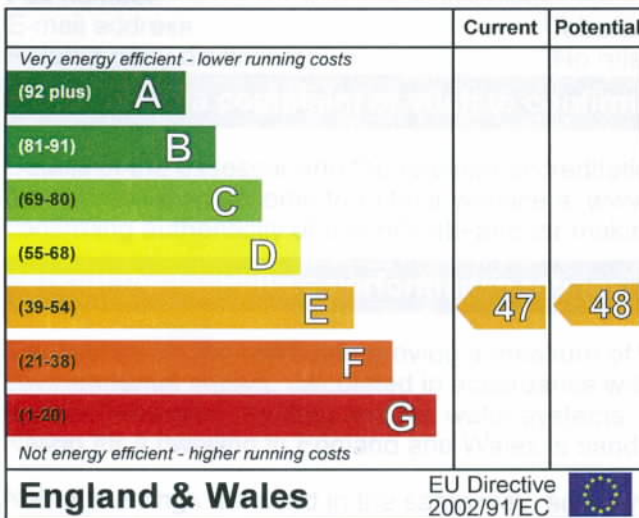 Current Potential
Very energy efficient - lower running costs
(92 plus) A
(81-91) B
(69-80) C
(55-68) D
(39-54) E 47 48
(21-38) F
(1-20) G
Not energy efficient - higher running costs
England & Wales EU Directive
2002/91/EC